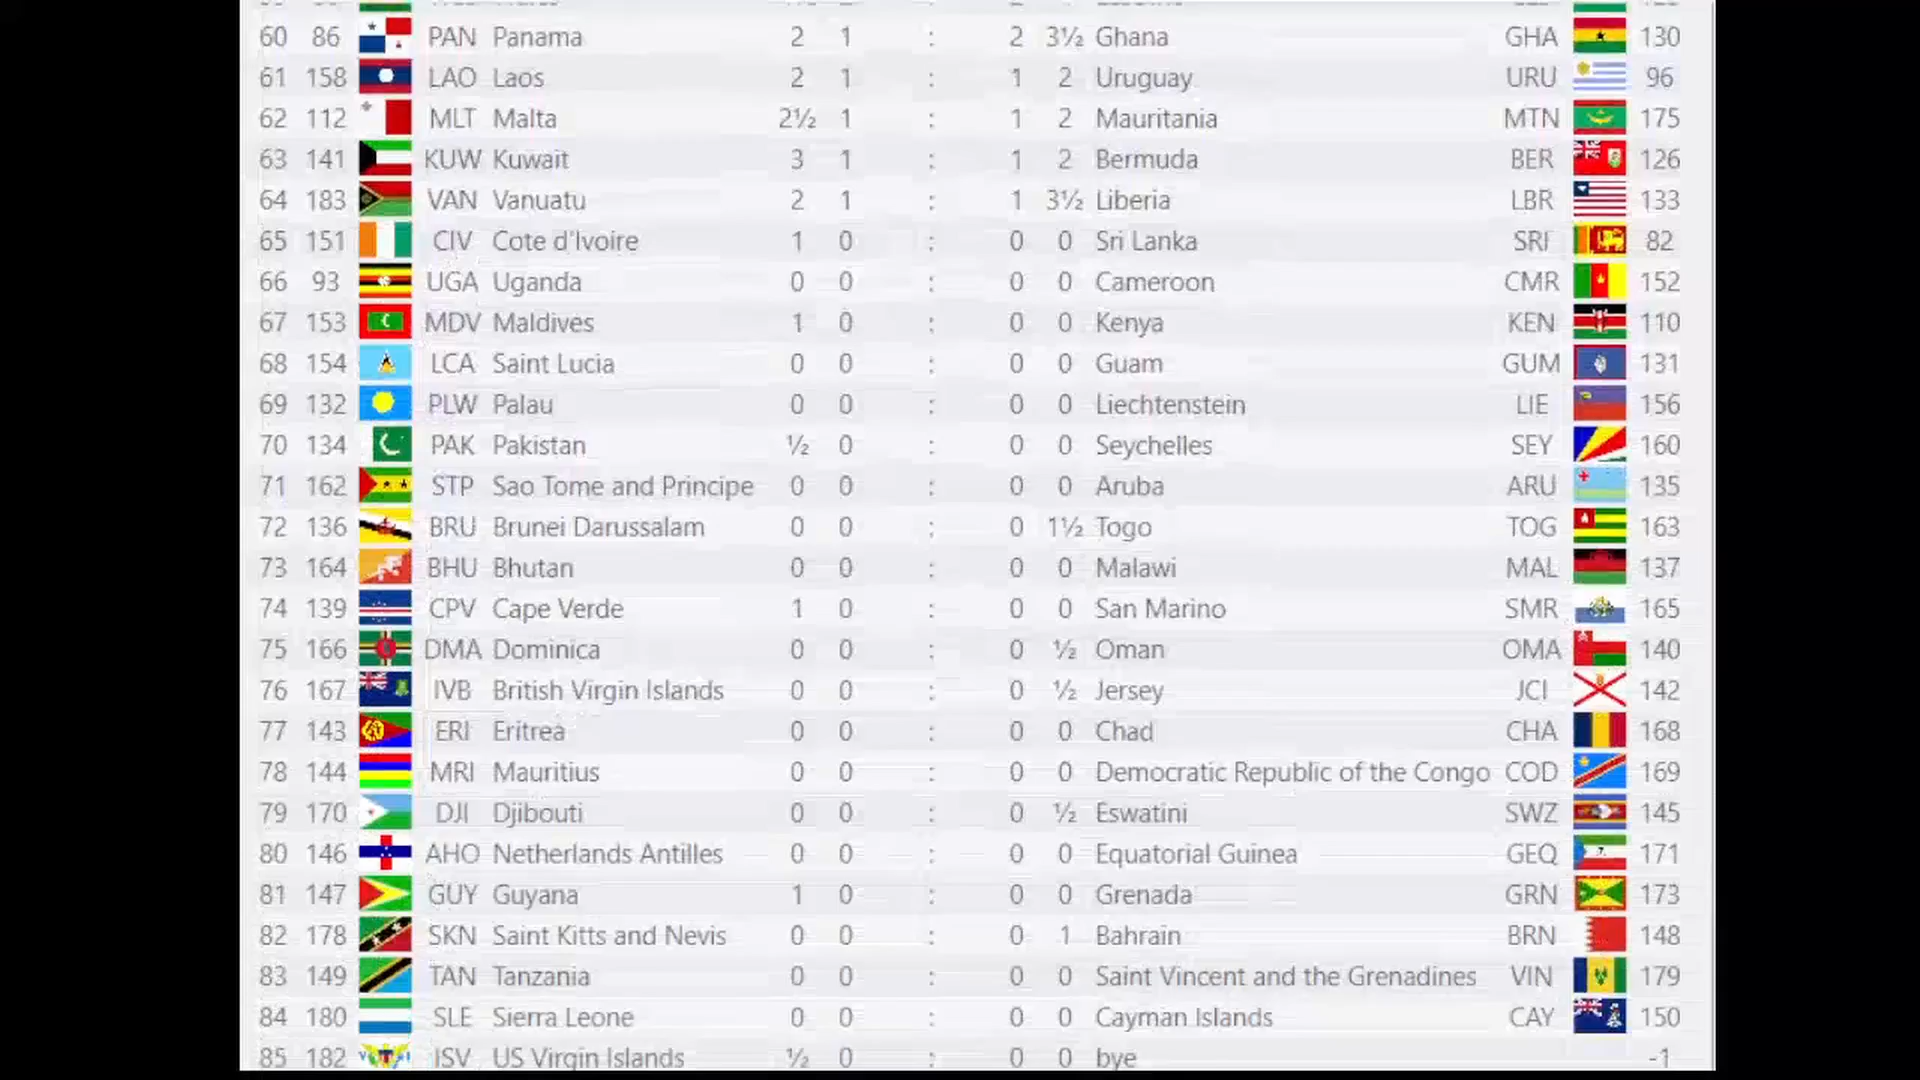 60 86 PAN Panama 2 1 : 2 3½ Ghana GHA 130
61 158 LAO Laos 2 1 : 1 2 Uruguay URU 96
62 112 MLT Malta 2½ 1 : 1 2 Mauritania MTN 175
63 141 KUW Kuwait 3 1 : 1 2 Bermuda BER 126
64 183 VAN Vanuatu 2 1 : 1 3½ Liberia LBR 133
65 151 CIV Cote d'Ivoire 1 0 : 0 0 Sri Lanka SRI 82
66 93 UGA Uganda 0 0 : 0 0 Cameroon CMR 152
67 153 MDV Maldives 1 0 : 0 0 Kenya KEN 110
68 154 LCA Saint Lucia 0 0 : 0 0 Guam GUM 131
69 132 PLW Palau 0 0 : 0 0 Liechtenstein LIE 156
70 134 PAK Pakistan ½ 0 : 0 0 Seychelles SEY 160
71 162 STP Sao Tome and Principe 0 0 : 0 0 Aruba ARU 135
72 136 BRU Brunei Darussalam 0 0 : 0 1½ Togo TOG 163
73 164 BHU Bhutan 0 0 : 0 0 Malawi MAL 137
74 139 CPV Cape Verde 1 0 : 0 0 San Marino SMR 165
75 166 DMA Dominica 0 0 : 0 ½ Oman OMA 140
76 167 IVB British Virgin Islands 0 0 : 0 ½ Jersey JCI 142
77 143 ERI Eritrea 0 0 : 0 0 Chad CHA 168
78 144 MRI Mauritius 0 0 : 0 0 Democratic Republic of the Congo COD 169
79 170 DJI Djibouti 0 0 : 0 ½ Eswatini SWZ 145
80 146 AHO Netherlands Antilles 0 0 : 0 0 Equatorial Guinea GEQ 171
81 147 GUY Guyana 1 0 : 0 0 Grenada GRN 173
82 178 SKN Saint Kitts and Nevis 0 0 : 0 1 Bahrain BRN 148
83 149 TAN Tanzania 0 0 : 0 0 Saint Vincent and the Grenadines VIN 179
84 180 SLE Sierra Leone 0 0 : 0 0 Cayman Islands CAY 150
85 182 ISV US Virgin Islands ½ 0 : 0 0 bye -1